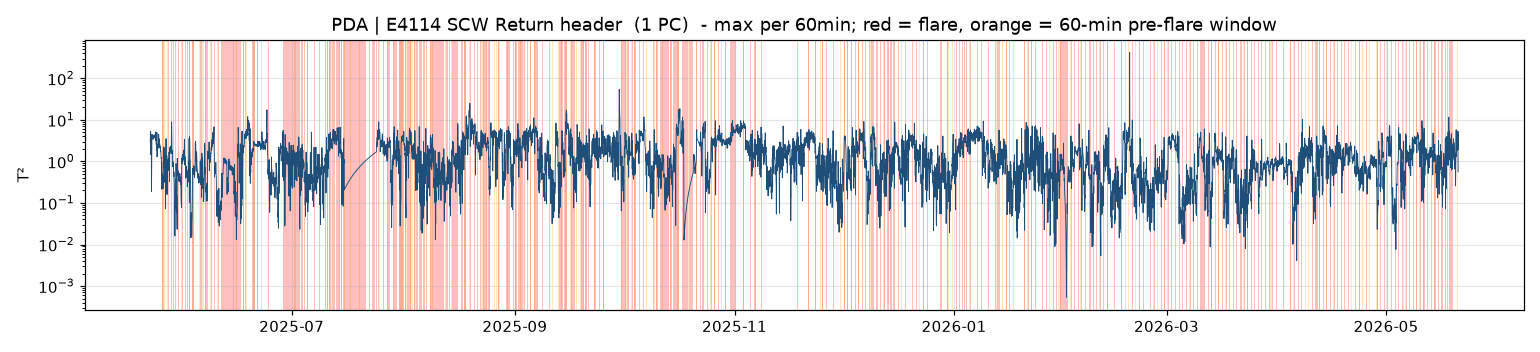 PDA | E4114 SCW Return header  (1 PC)  - max per 60min; red = flare, orange = 60-min pre-flare window
T²
10²
10¹
10⁰
10⁻¹
10⁻²
10⁻³
2025-07 2025-09 2025-11 2026-01 2026-03 2026-05